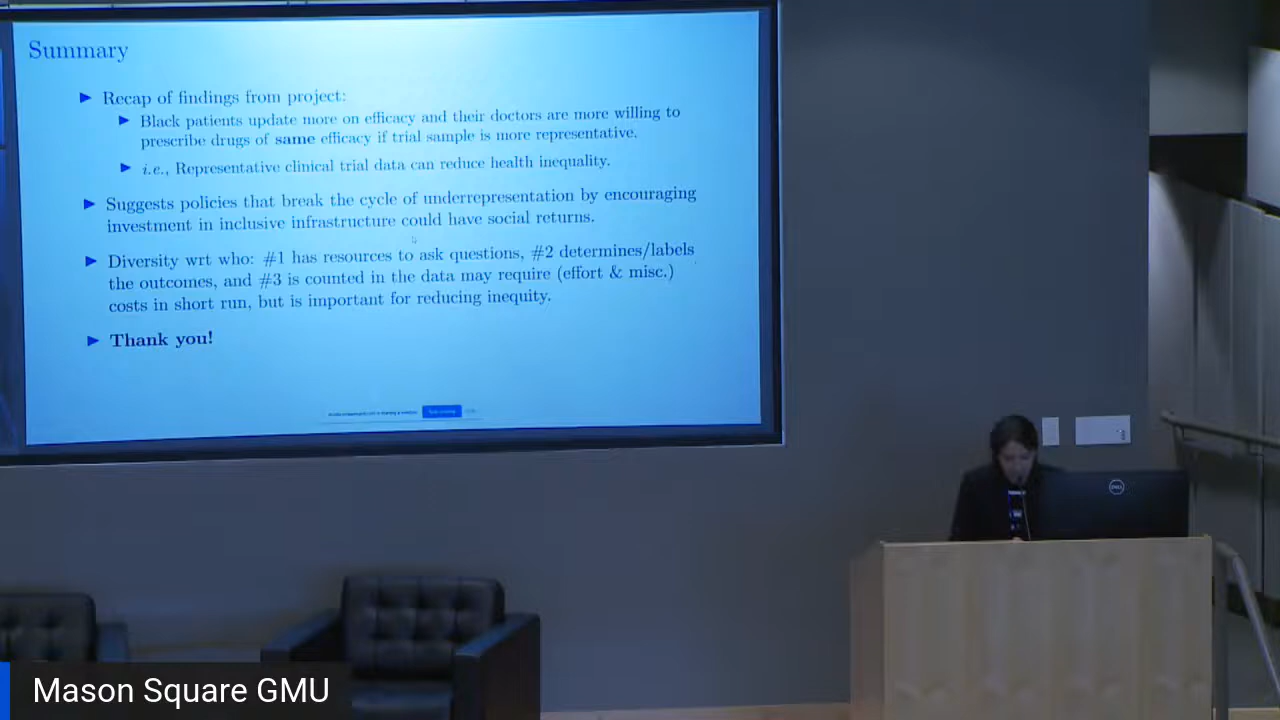 Summary
Recap of findings from project:
Black patients update more on efficacy and their doctors are more willing to
prescribe drugs of same efficacy if trial sample is more representative.
i.e., Representative clinical trial data can reduce health inequality.
Suggests policies that break the cycle of underrepresentation by encouraging
investment in inclusive infrastructure could have social returns.
Diversity wrt who: #1 has resources to ask questions, #2 determines/labels
the outcomes, and #3 is counted in the data may require (effort & misc.)
costs in short run, but is important for reducing inequity.
Thank you!
DELL
Mason Square GMU